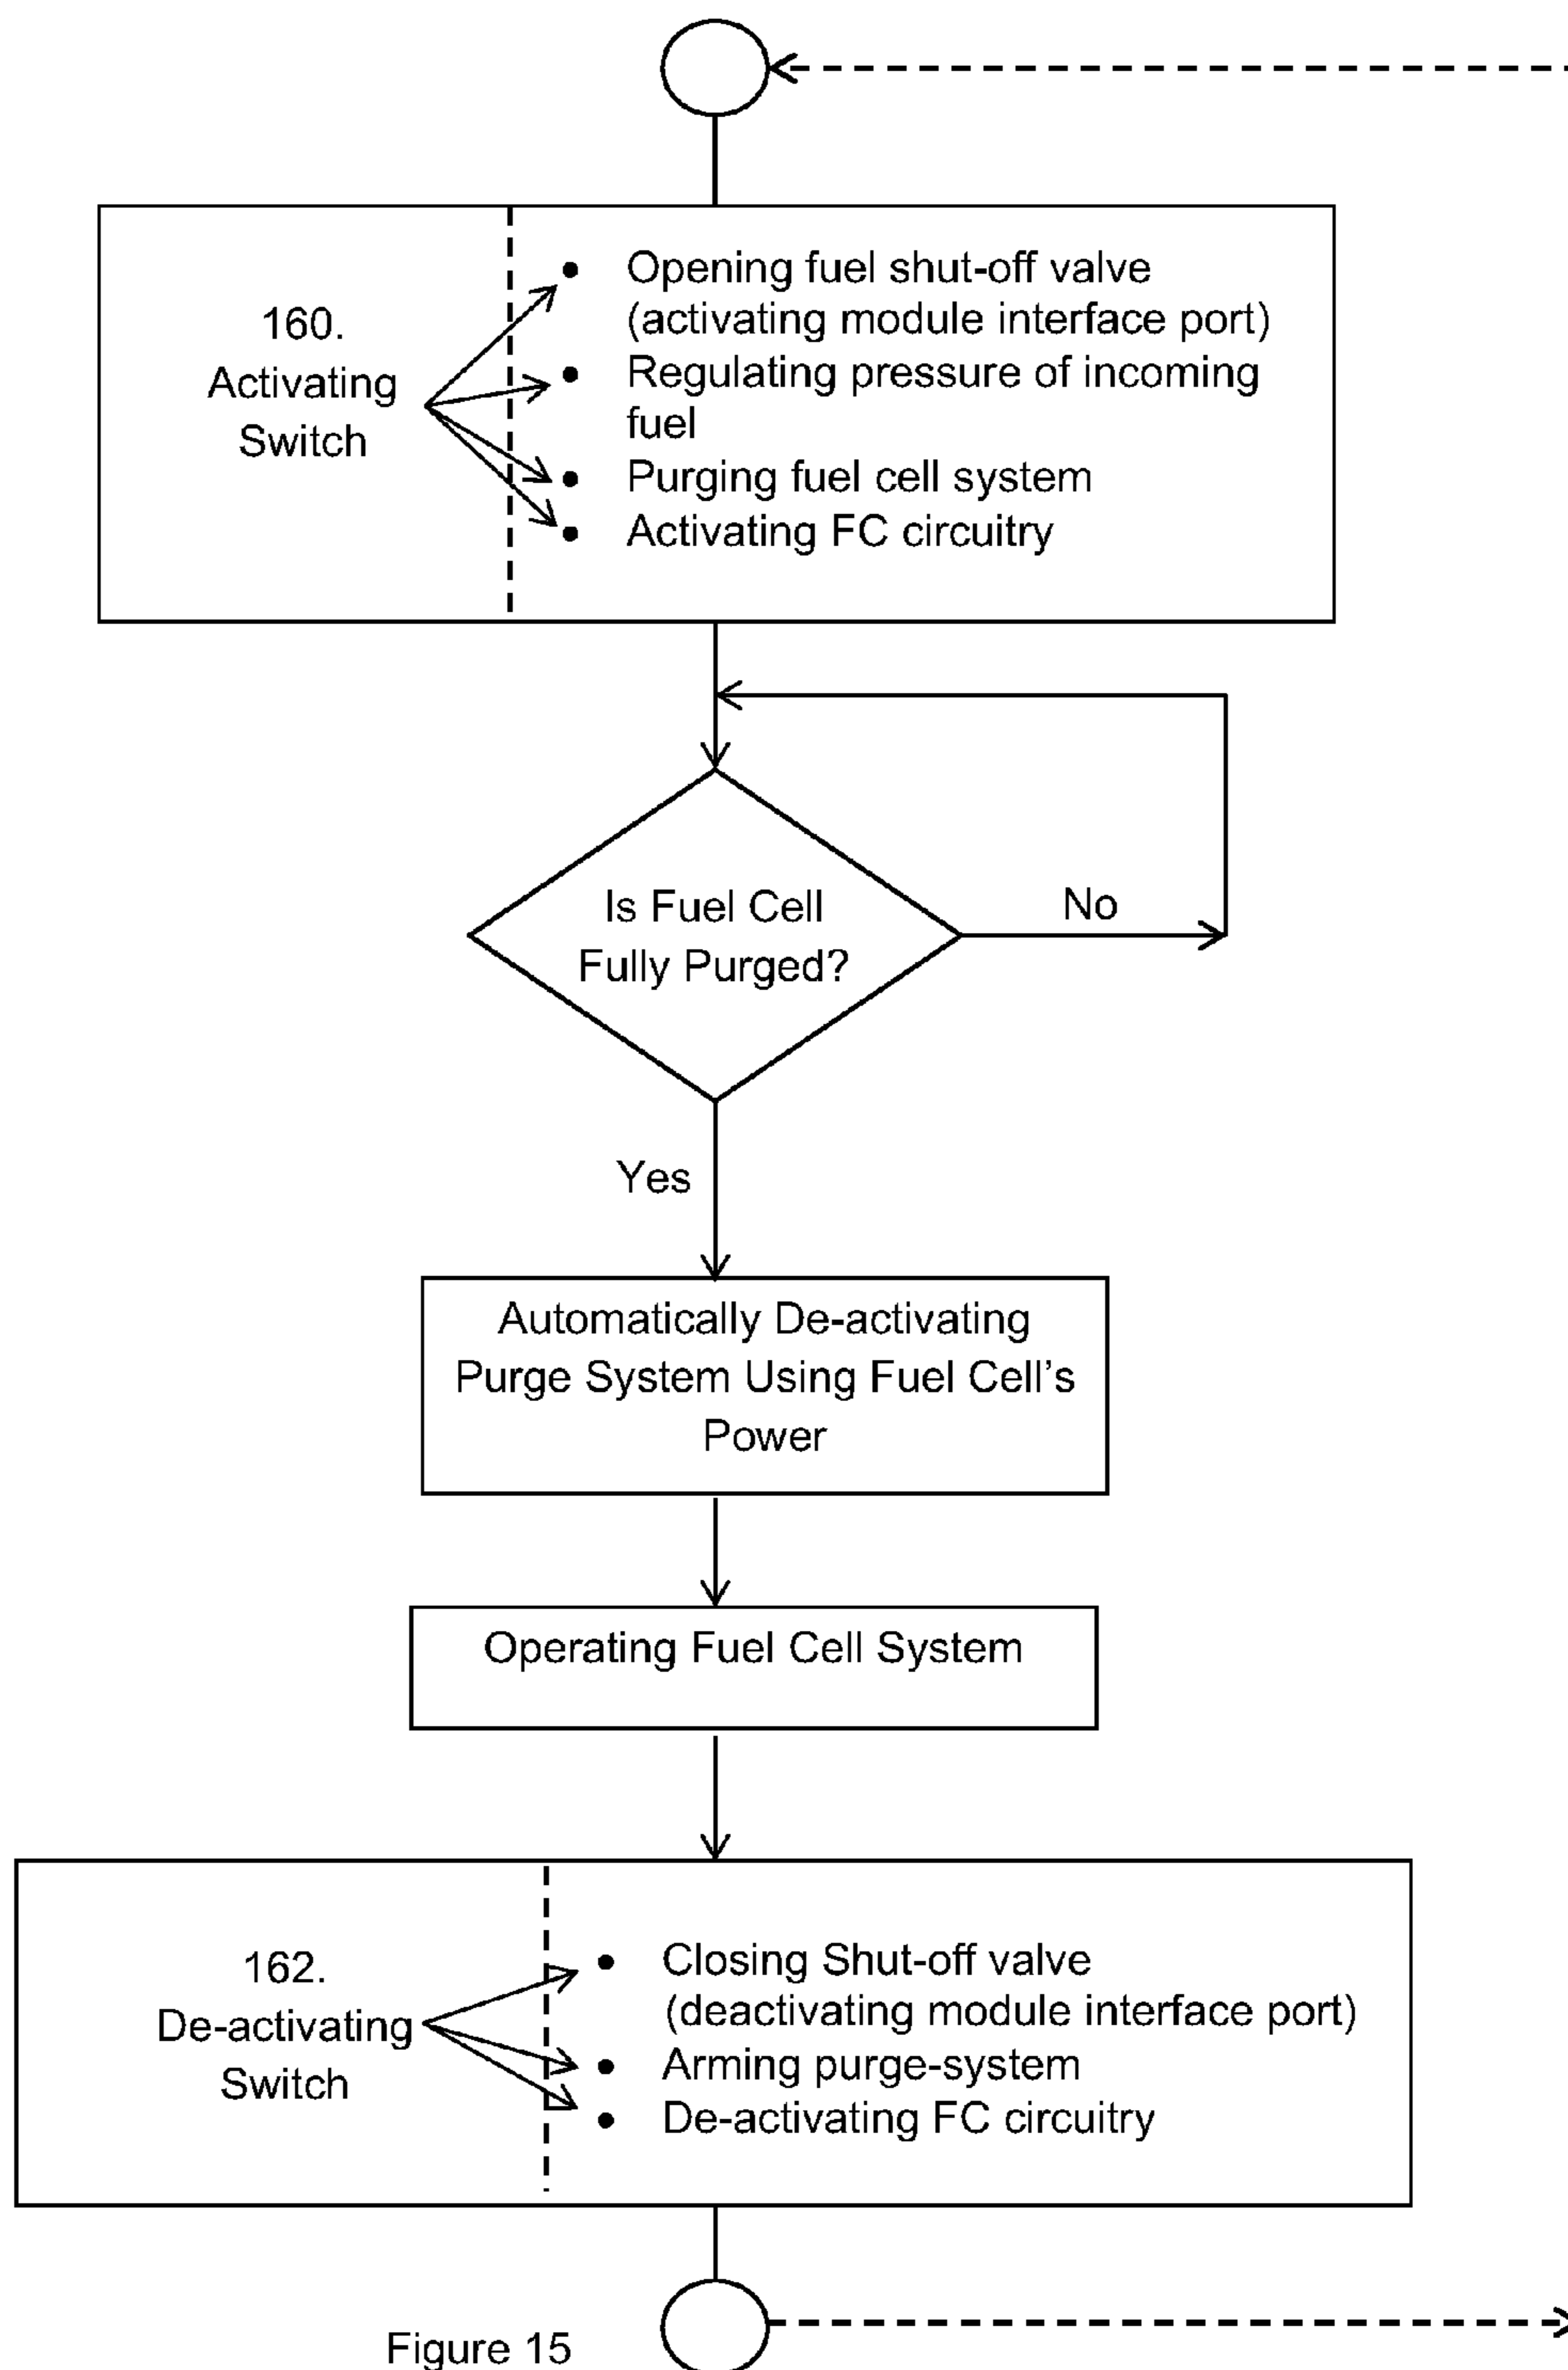 160.
Activating
Switch
• Opening fuel shut-off valve
(activating module interface port)
• Regulating pressure of incoming
fuel
• Purging fuel cell system
• Activating FC circuitry
Is Fuel Cell
Fully Purged?
No
Yes
Automatically De-activating
Purge System Using Fuel Cell’s
Power
Operating Fuel Cell System
162.
De-activating
Switch
• Closing Shut-off valve
(deactivating module interface port)
• Arming purge-system
• De-activating FC circuitry
Figure 15